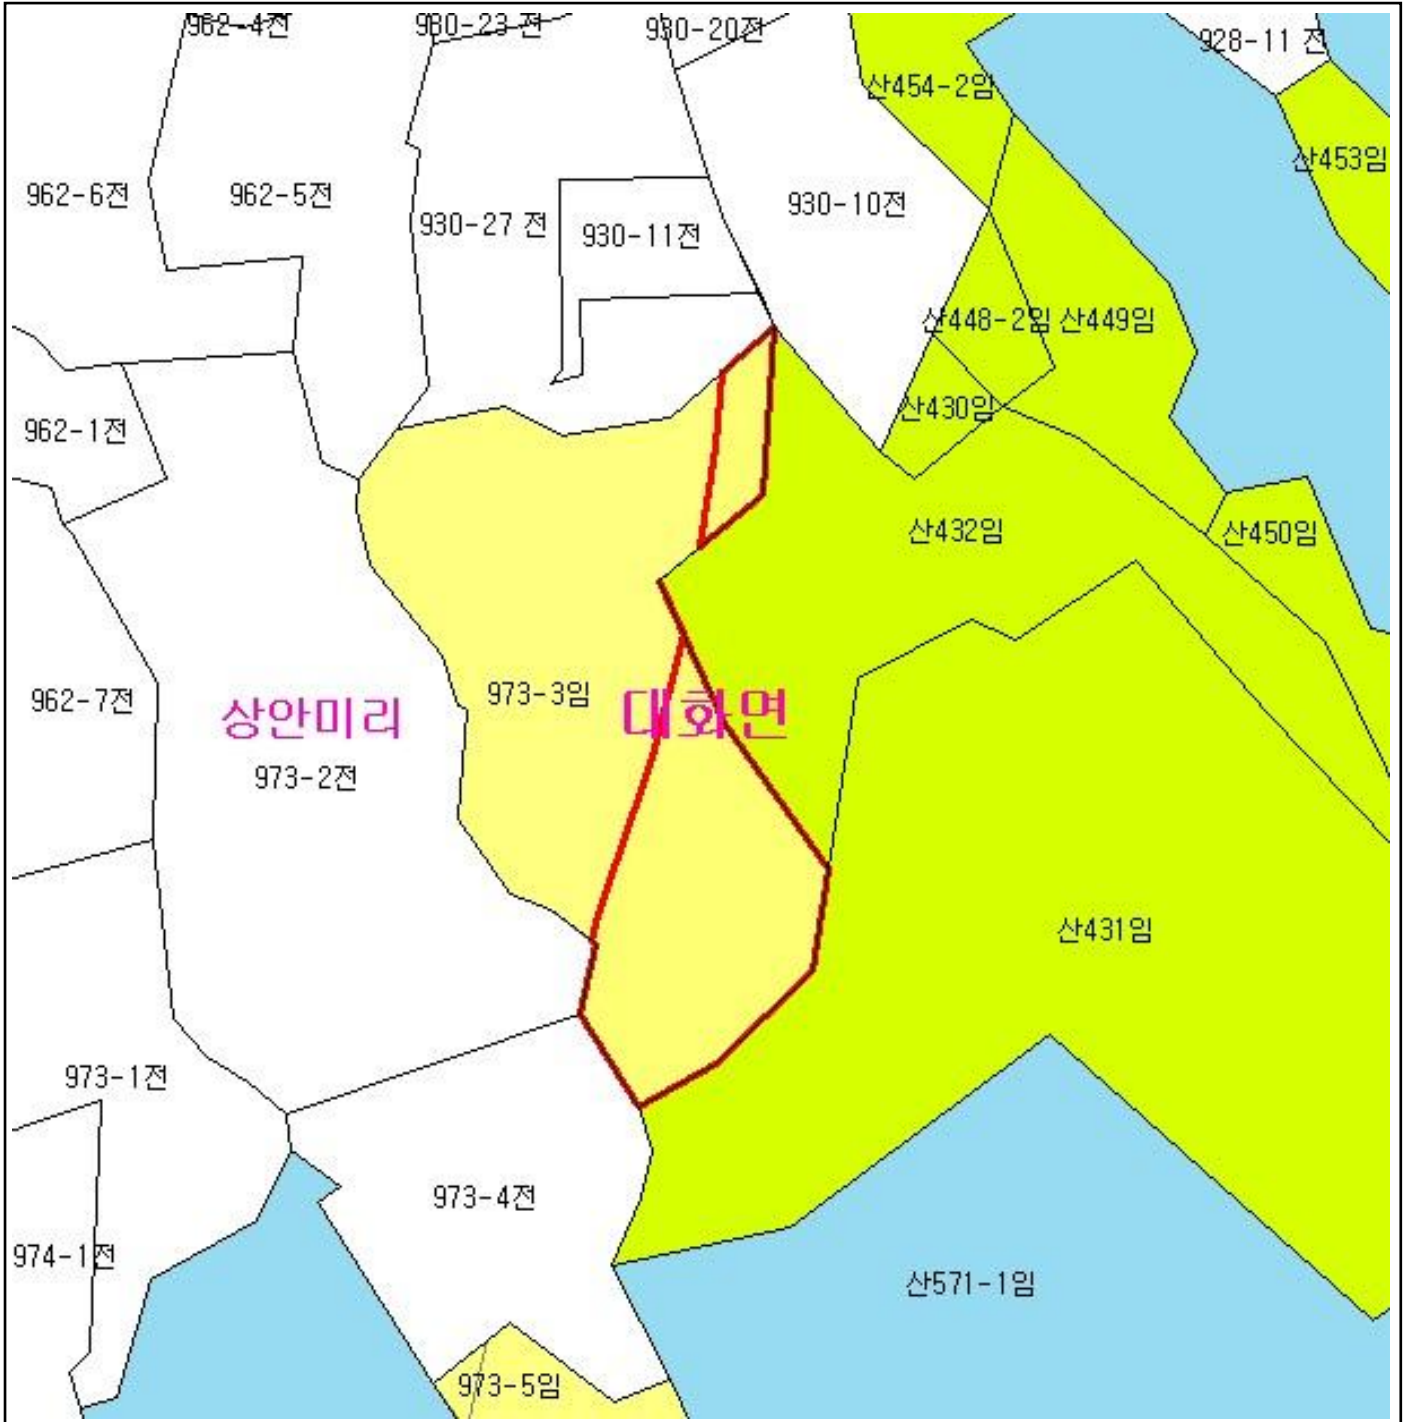 962-4전
930-23 전
930-20전
928-11 전
산454-2임
산453임
962-6전
962-5전
930-27 전
930-11전
930-10전
산448-2임
산449임
962-1전
산430임
산432임
산450임
962-7전
973-3임
상안미리
대화면
973-2전
산431임
973-1전
973-4전
974-1전
산571-1임
973-5임